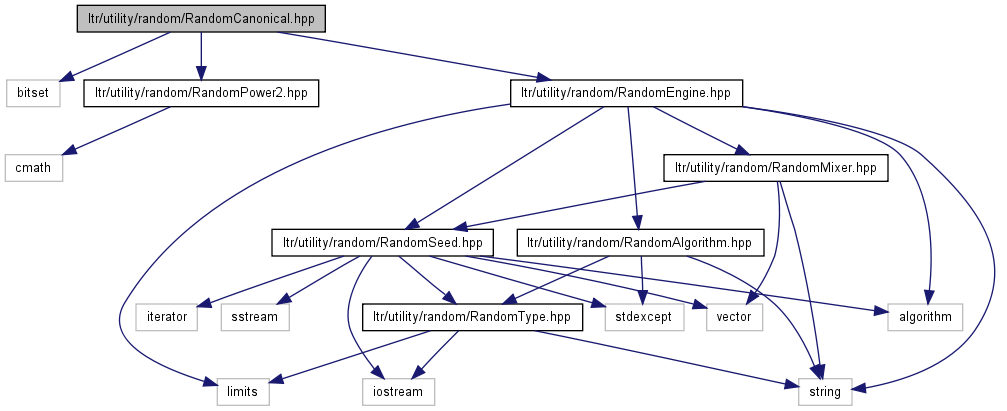 ltr/utility/random/RandomCanonical.hpp
bitset
ltr/utility/random/RandomPower2.hpp
ltr/utility/random/RandomEngine.hpp
cmath
ltr/utility/random/RandomMixer.hpp
ltr/utility/random/RandomSeed.hpp
ltr/utility/random/RandomAlgorithm.hpp
iterator
sstream
ltr/utility/random/RandomType.hpp
stdexcept
vector
algorithm
limits
iostream
string